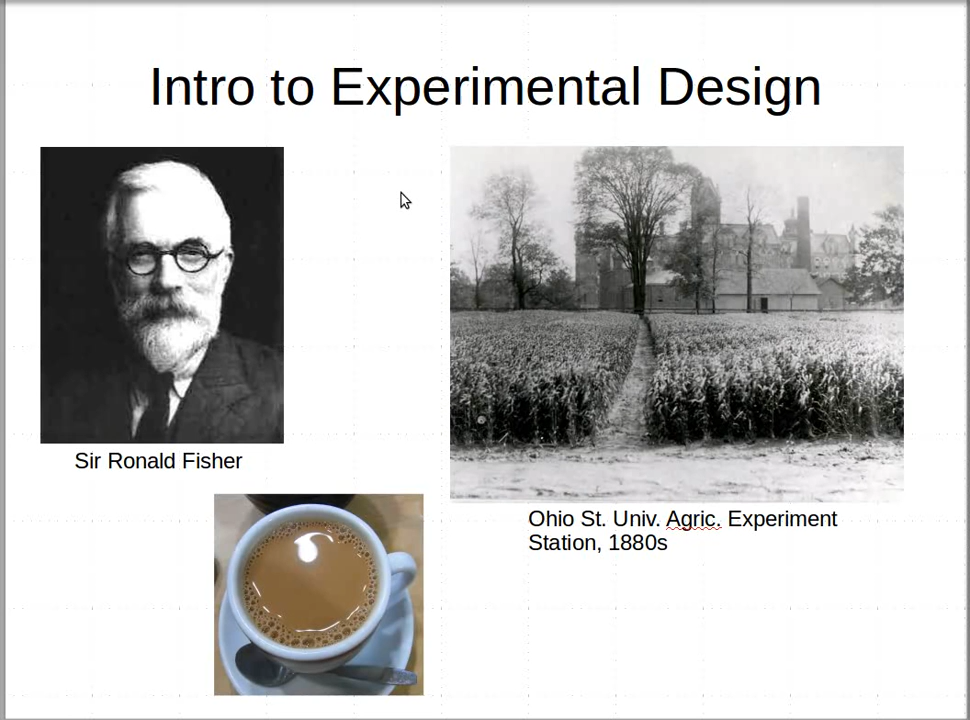 Intro to Experimental Design
Sir Ronald Fisher
Ohio St. Univ. Agric. Experiment
Station, 1880s